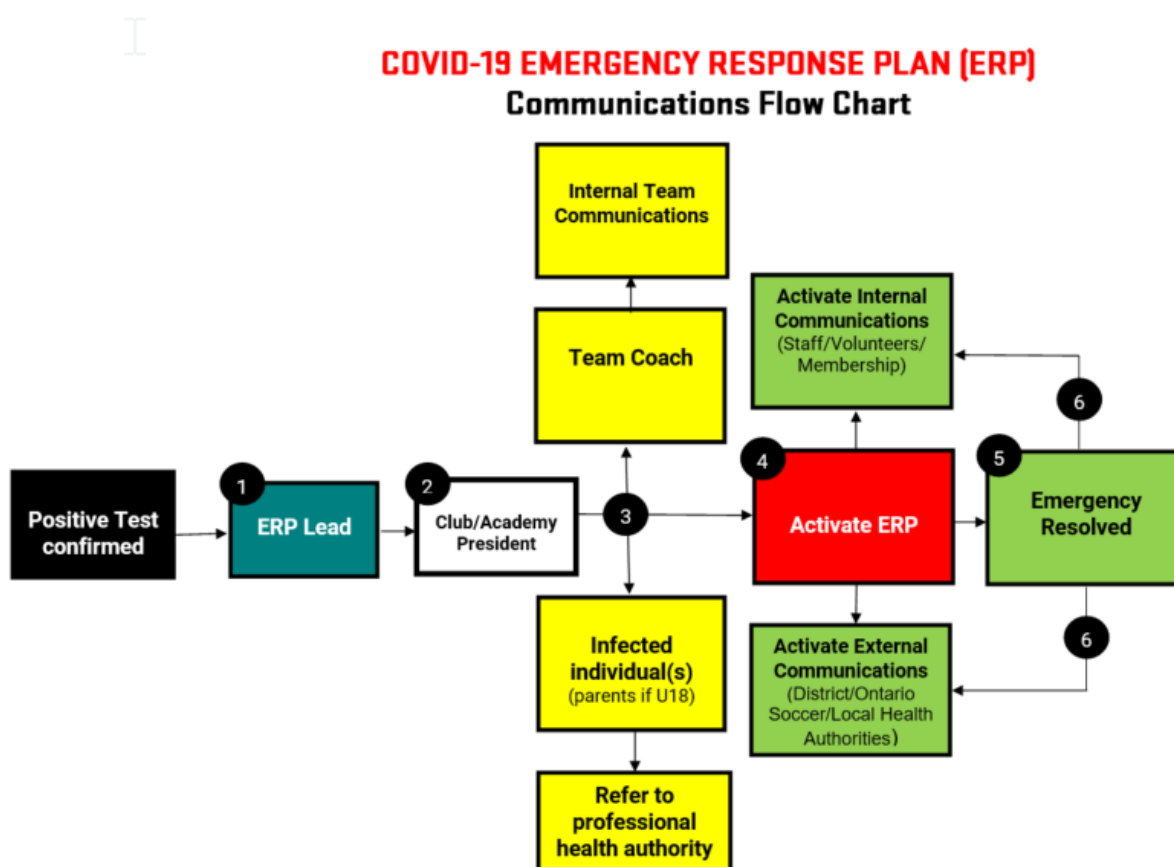 COVID-19 EMERGENCY RESPONSE PLAN (ERP)
Communications Flow Chart
Internal Team
Communications
Team Coach
Activate Internal
Communications
(Staff/Volunteers/
Membership)
6
Positive Test
confirmed
1
ERP Lead
2
Club/Academy
President
3
4
Activate ERP
5
Emergency
Resolved
Infected
individual(s)
(parents if U18)
Activate External
Communications
(District/Ontario
Soccer/Local Health
Authorities)
6
Refer to
professional
health authority